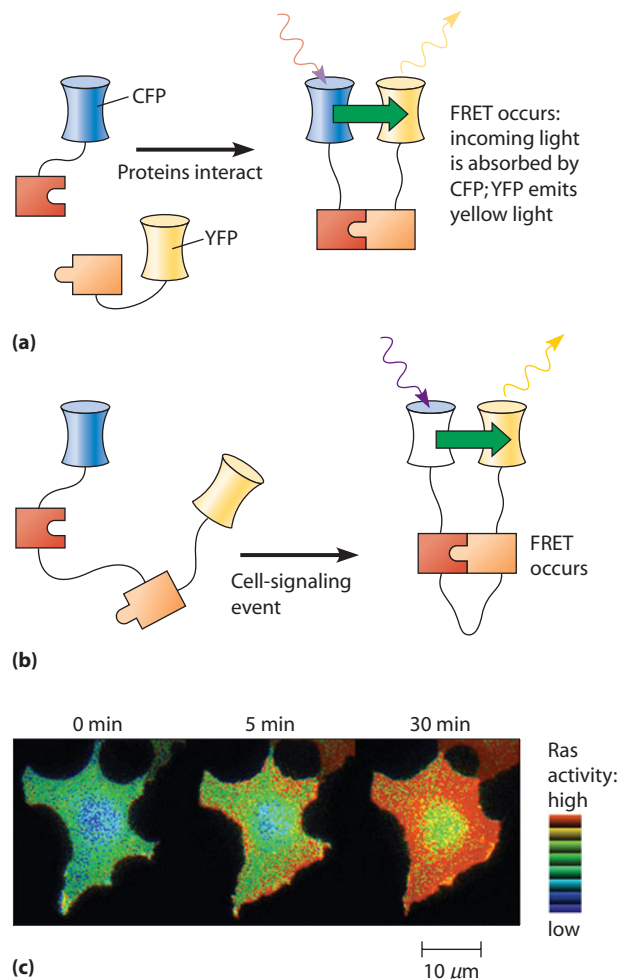 CFP
Proteins interact
YFP
FRET occurs:
incoming light
is absorbed by
CFP; YFP emits
yellow light
(a)
Cell-signaling
event
FRET
occurs
(b)
0 min
5 min
30 min
Ras
activity:
high
low
(c)
10 μm